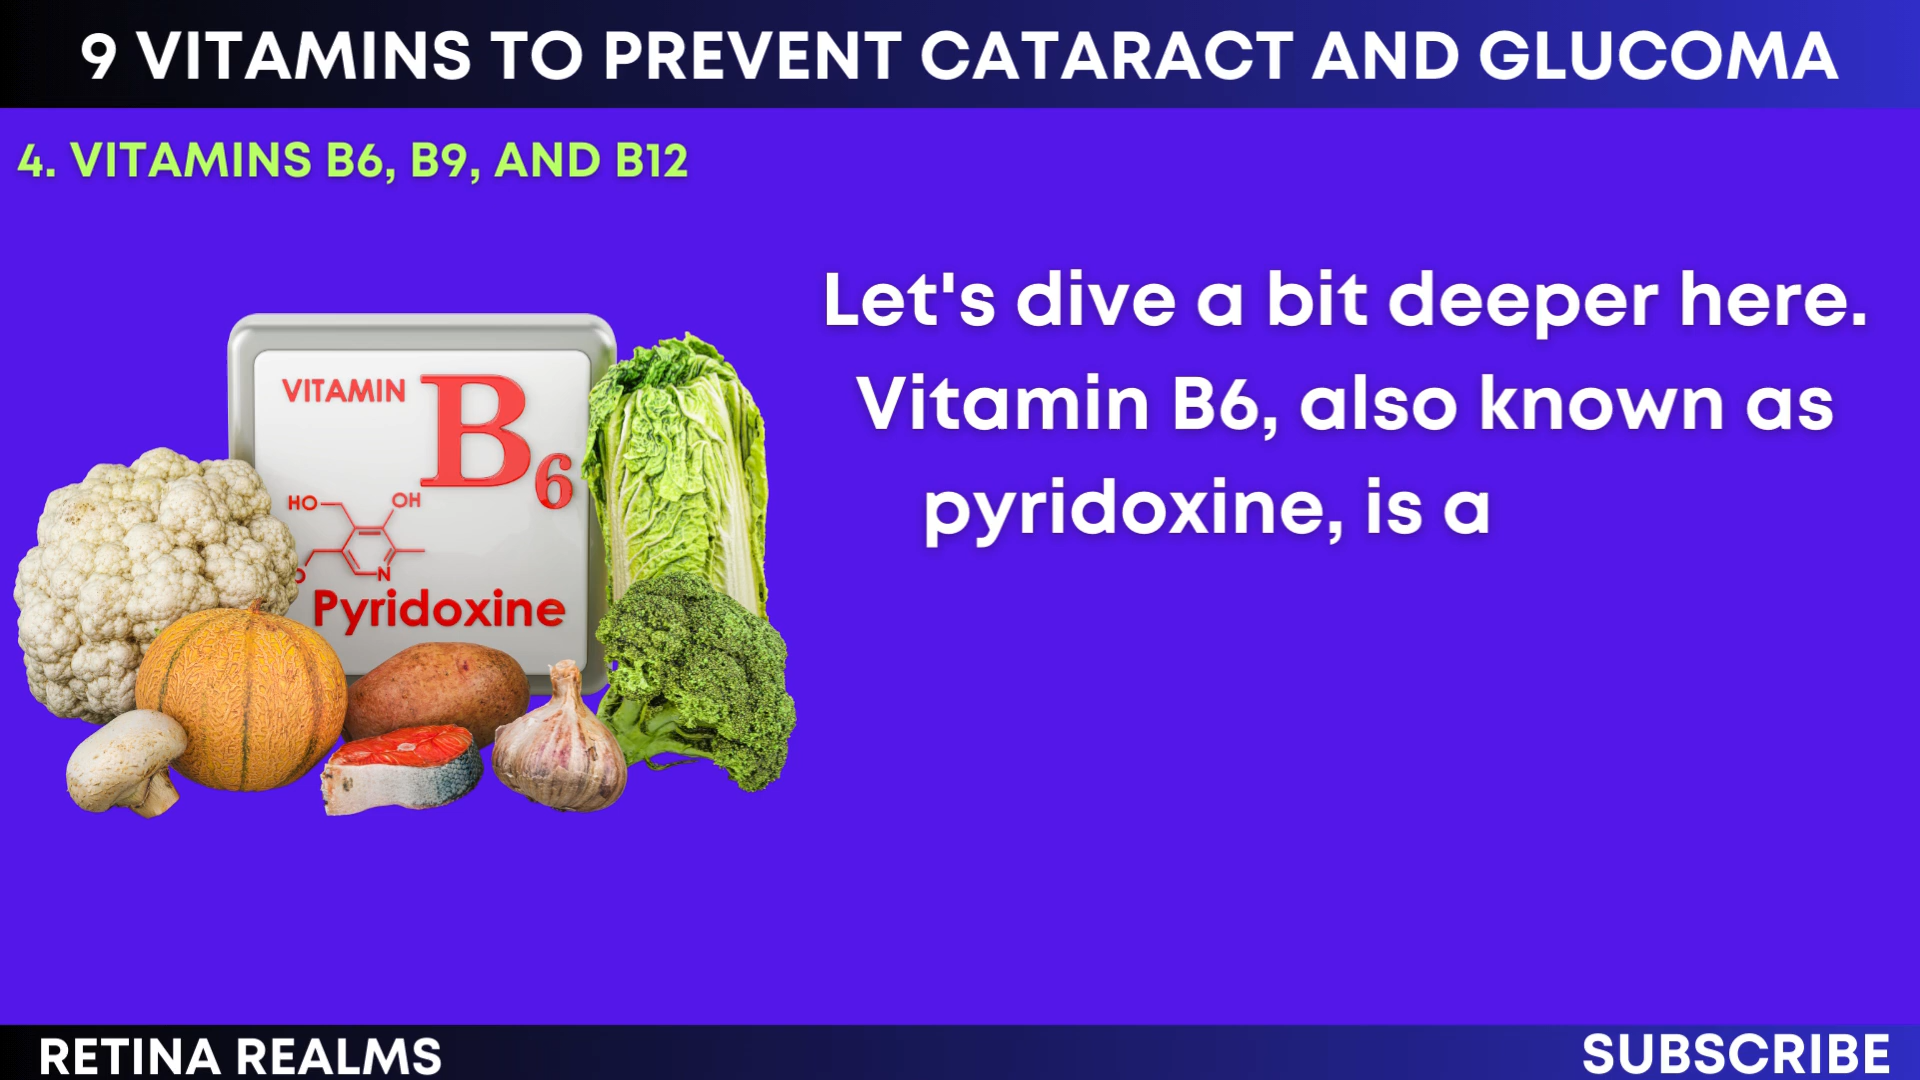 9 VITAMINS TO PREVENT CATARACT AND GLUCOMA
4. VITAMINS B6, B9, AND B12
Let's dive a bit deeper here.
Vitamin B6, also known as
pyridoxine, is a
VITAMIN B6
HO
OH
O
N
Pyridoxine
RETINA REALMS
SUBSCRIBE